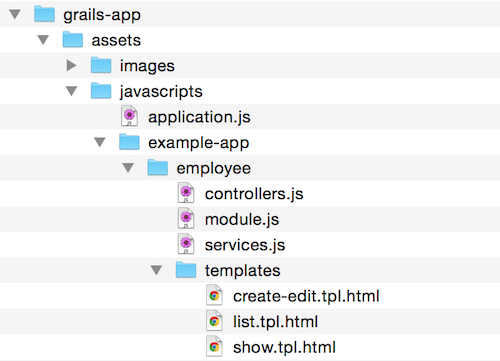 grails-app
assets
images
javascripts
application.js
example-app
employee
controllers.js
module.js
services.js
templates
create-edit.tpl.html
list.tpl.html
show.tpl.html